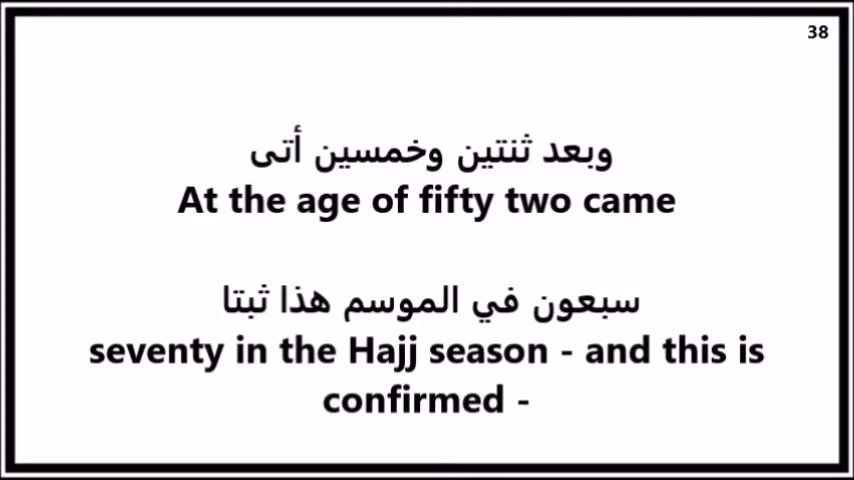 38
وبعد ثنتين وخمسين أتى
At the age of fifty two came
سبعون في الموسم هذا ثبتا
seventy in the Hajj season - and this is
confirmed -